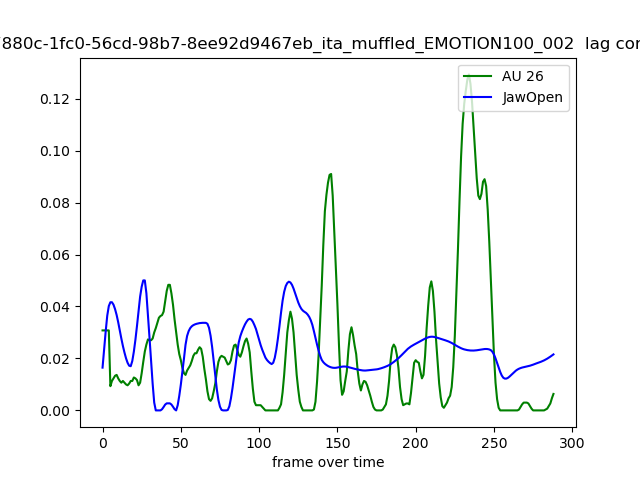 880c-1fc0-56cd-98b7-8ee92d9467eb_ita_muffled_EMOTION100_002 lag
AU 26
JawOpen
0.12
0.10
0.08
0.06
0.04
0.02
0.00
0 50 100 150 200 250 300
frame over time